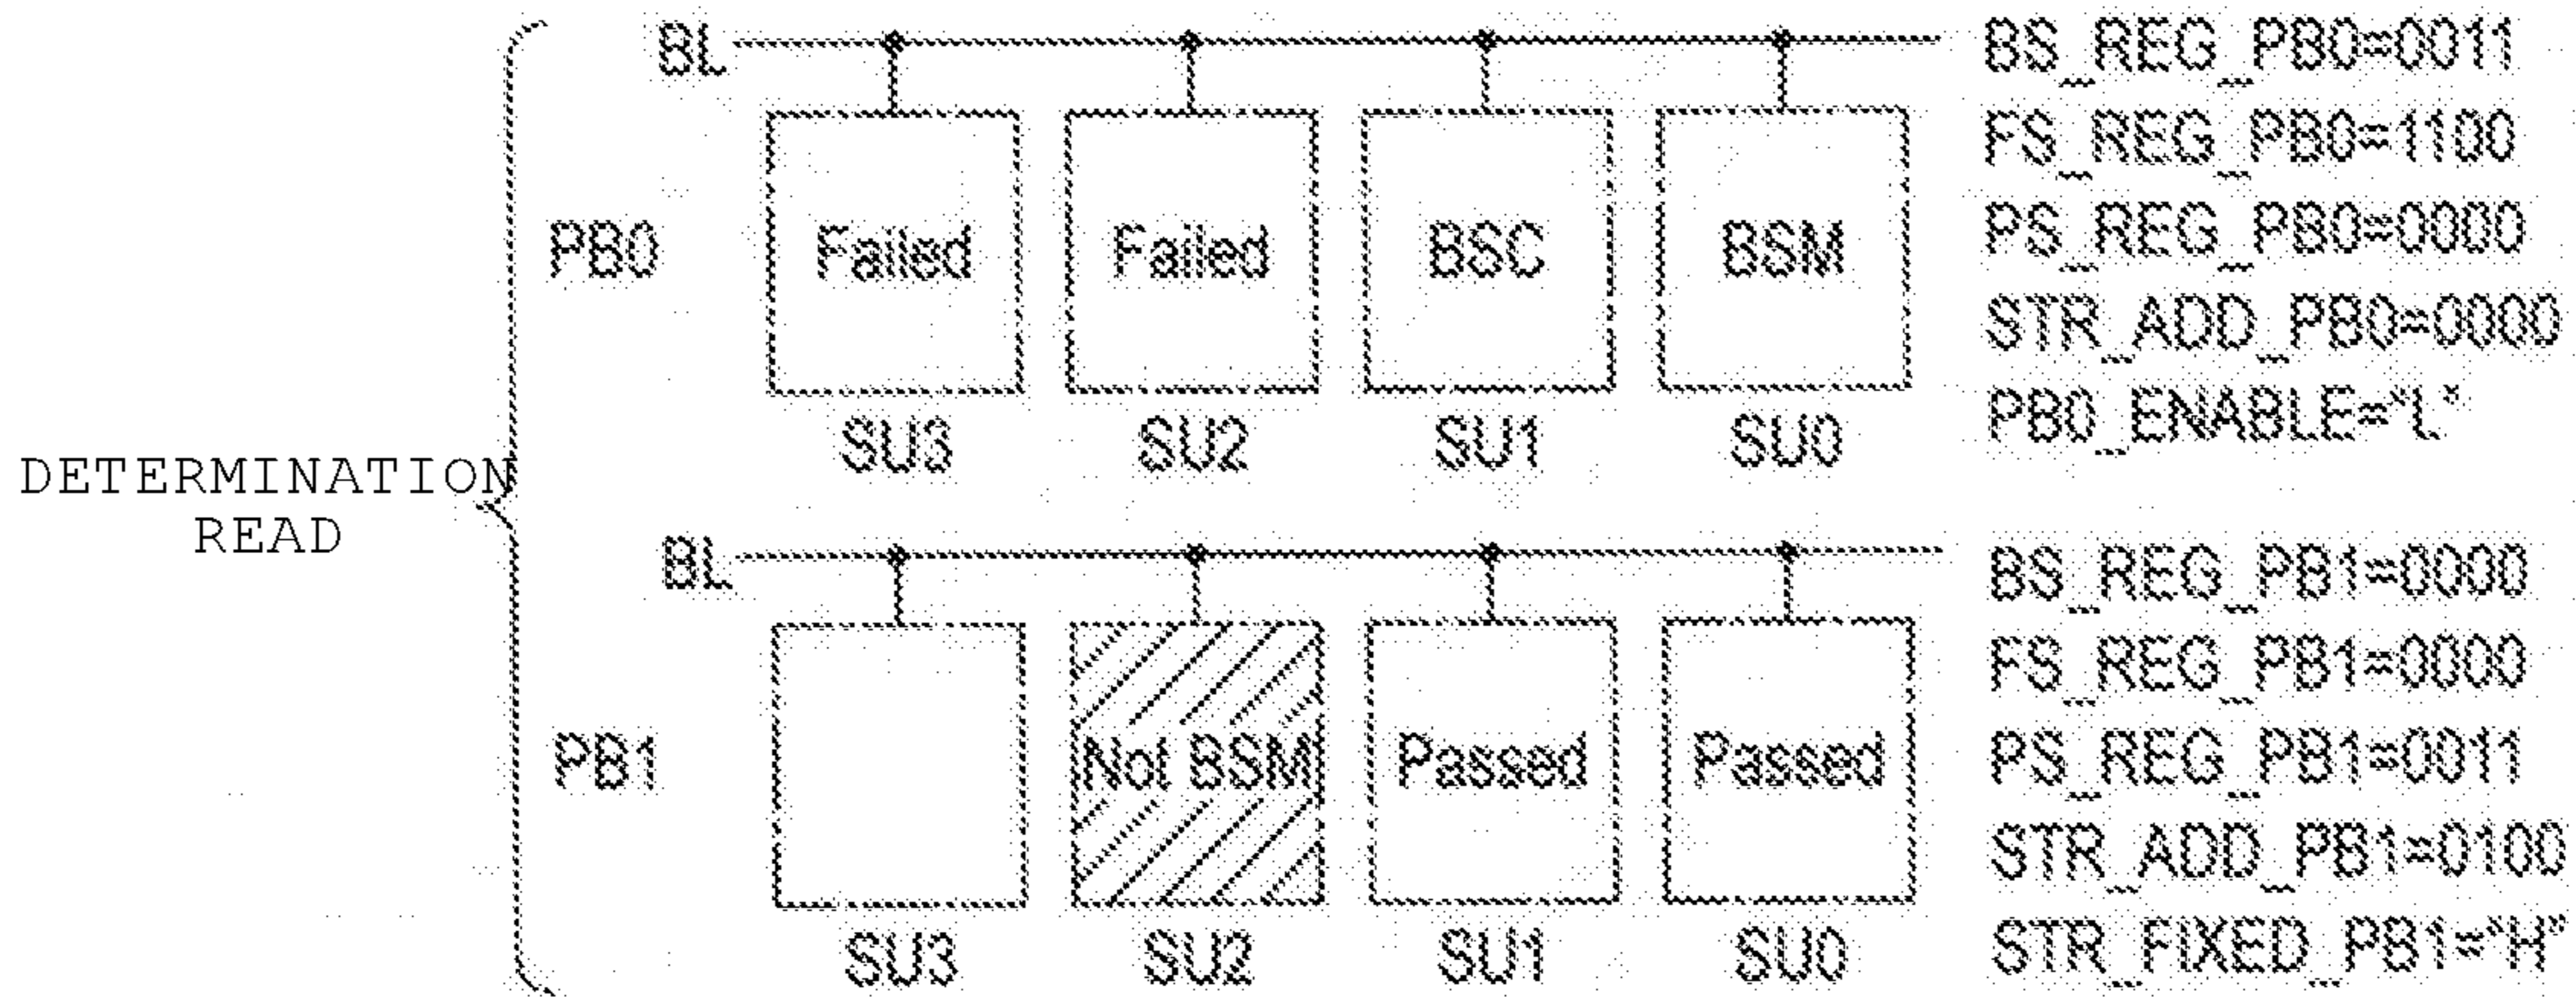 DETERMINATION
READ
BL
PB0
Failed
Failed
BSC
BSM
SU3
SU2
SU1
SU0
BS_REG_PB0=0011
FS_REG_PB0=1100
PS_REG_PB0=0000
STR_ADD_PB0=0000
PB0_ENABLE="L"
BL
PB1
Not BSM
Passed
Passed
SU3
SU2
SU1
SU0
BS_REG_PB1=0000
FS_REG_PB1=0000
PS_REG_PB1=0011
STR_ADD_PB1=0100
STR_FIXED_PB1="H"